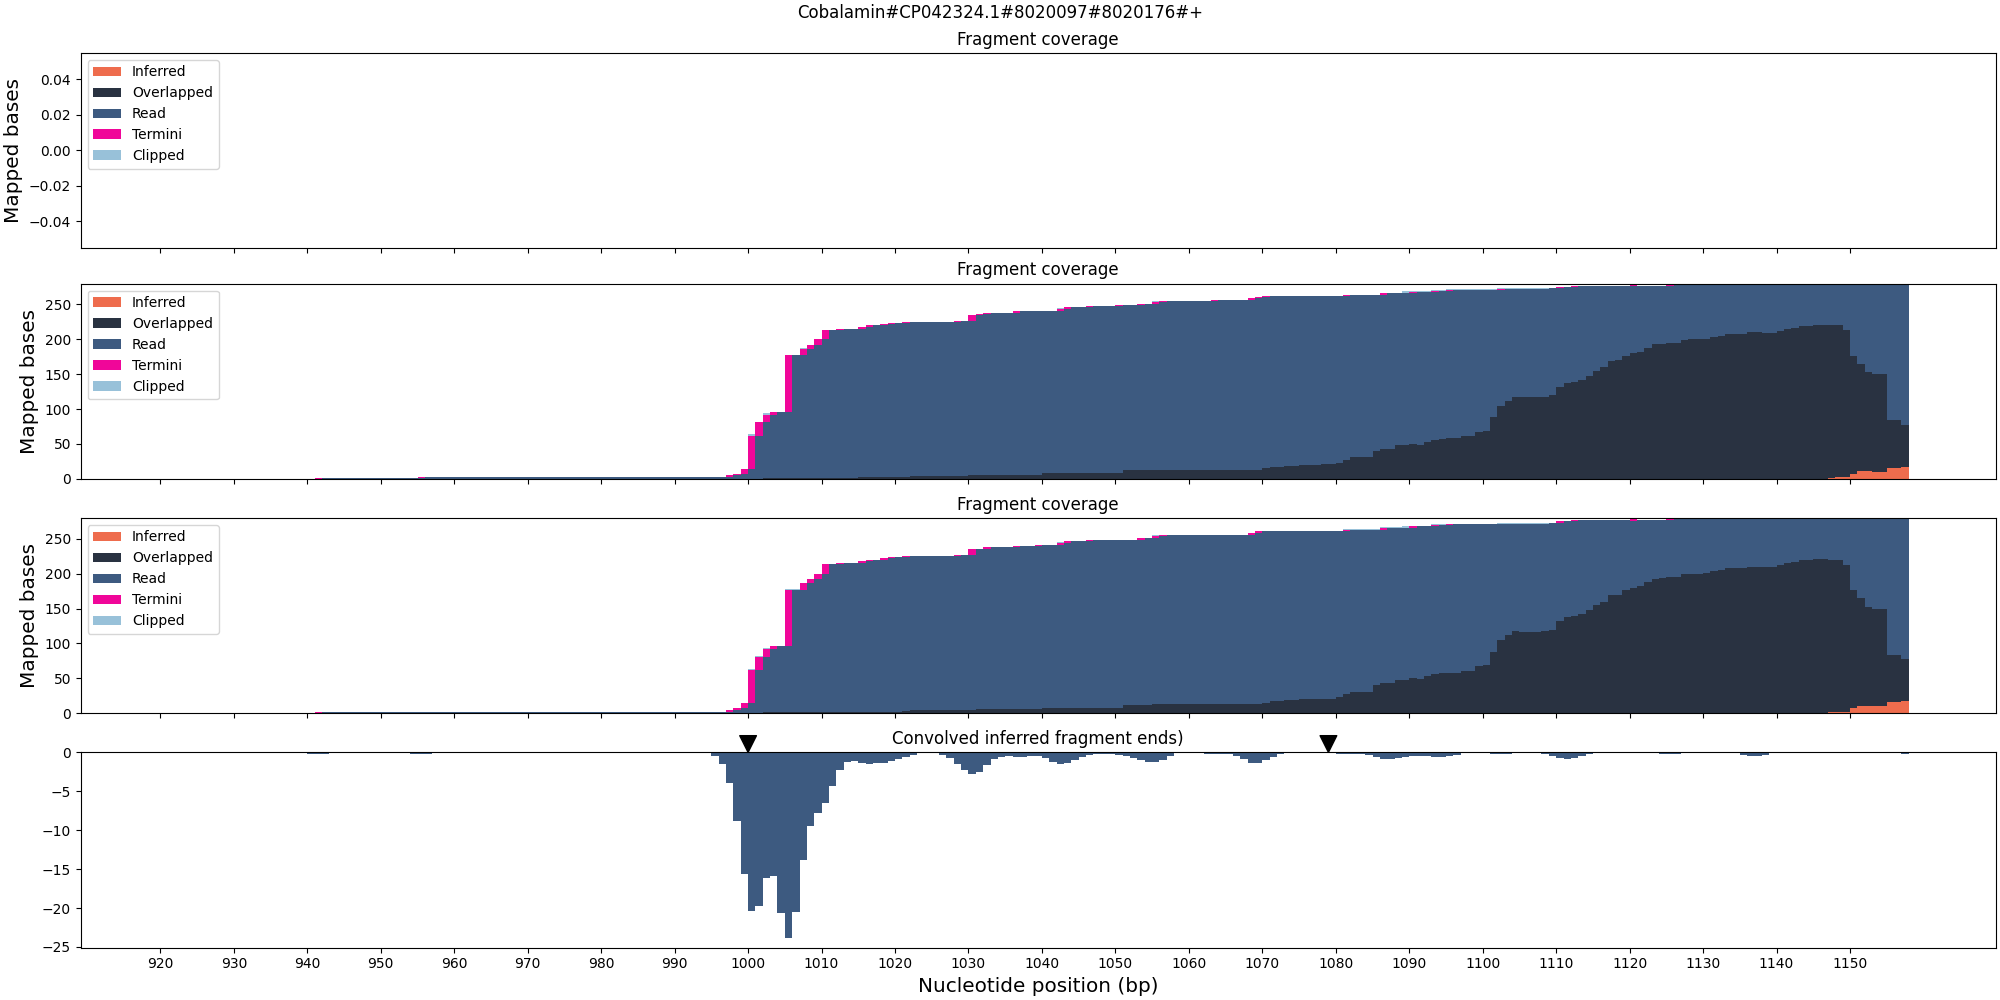 Cobalamin#CP042324.1#8020097#8020176#+
Fragment coverage
Mapped bases
0.04
0.02
0.00
−0.02
−0.04
Inferred
Overlapped
Read
Termini
Clipped
Fragment coverage
Mapped bases
250
200
150
100
50
0
Inferred
Overlapped
Read
Termini
Clipped
Fragment coverage
Mapped bases
250
200
150
100
50
0
Inferred
Overlapped
Read
Termini
Clipped
Convolved inferred fragment ends)
0
−5
−10
−15
−20
−25
920 930 940 950 960 970 980 990 1000 1010 1020 1030 1040 1050 1060 1070 1080 1090 1100 1110 1120 1130 1140 1150
Nucleotide position (bp)